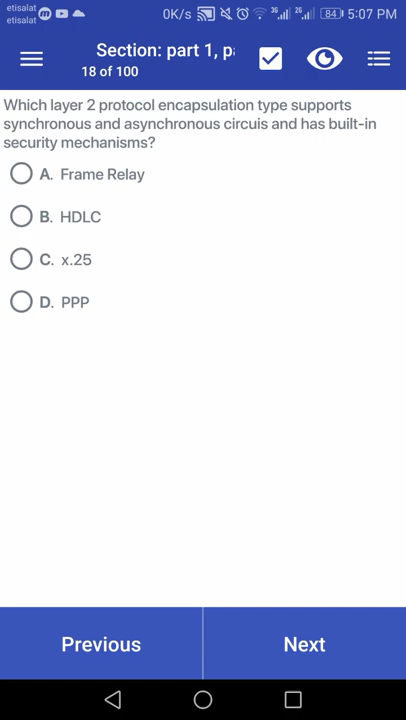 etisalat
etisalat
0K/s 3G 2G 84 5:07 PM
Section: part 1, p
18 of 100
Which layer 2 protocol encapsulation type supports
synchronous and asynchronous circuis and has built-in
security mechanisms?
A. Frame Relay
B. HDLC
C. x.25
D. PPP
Previous
Next